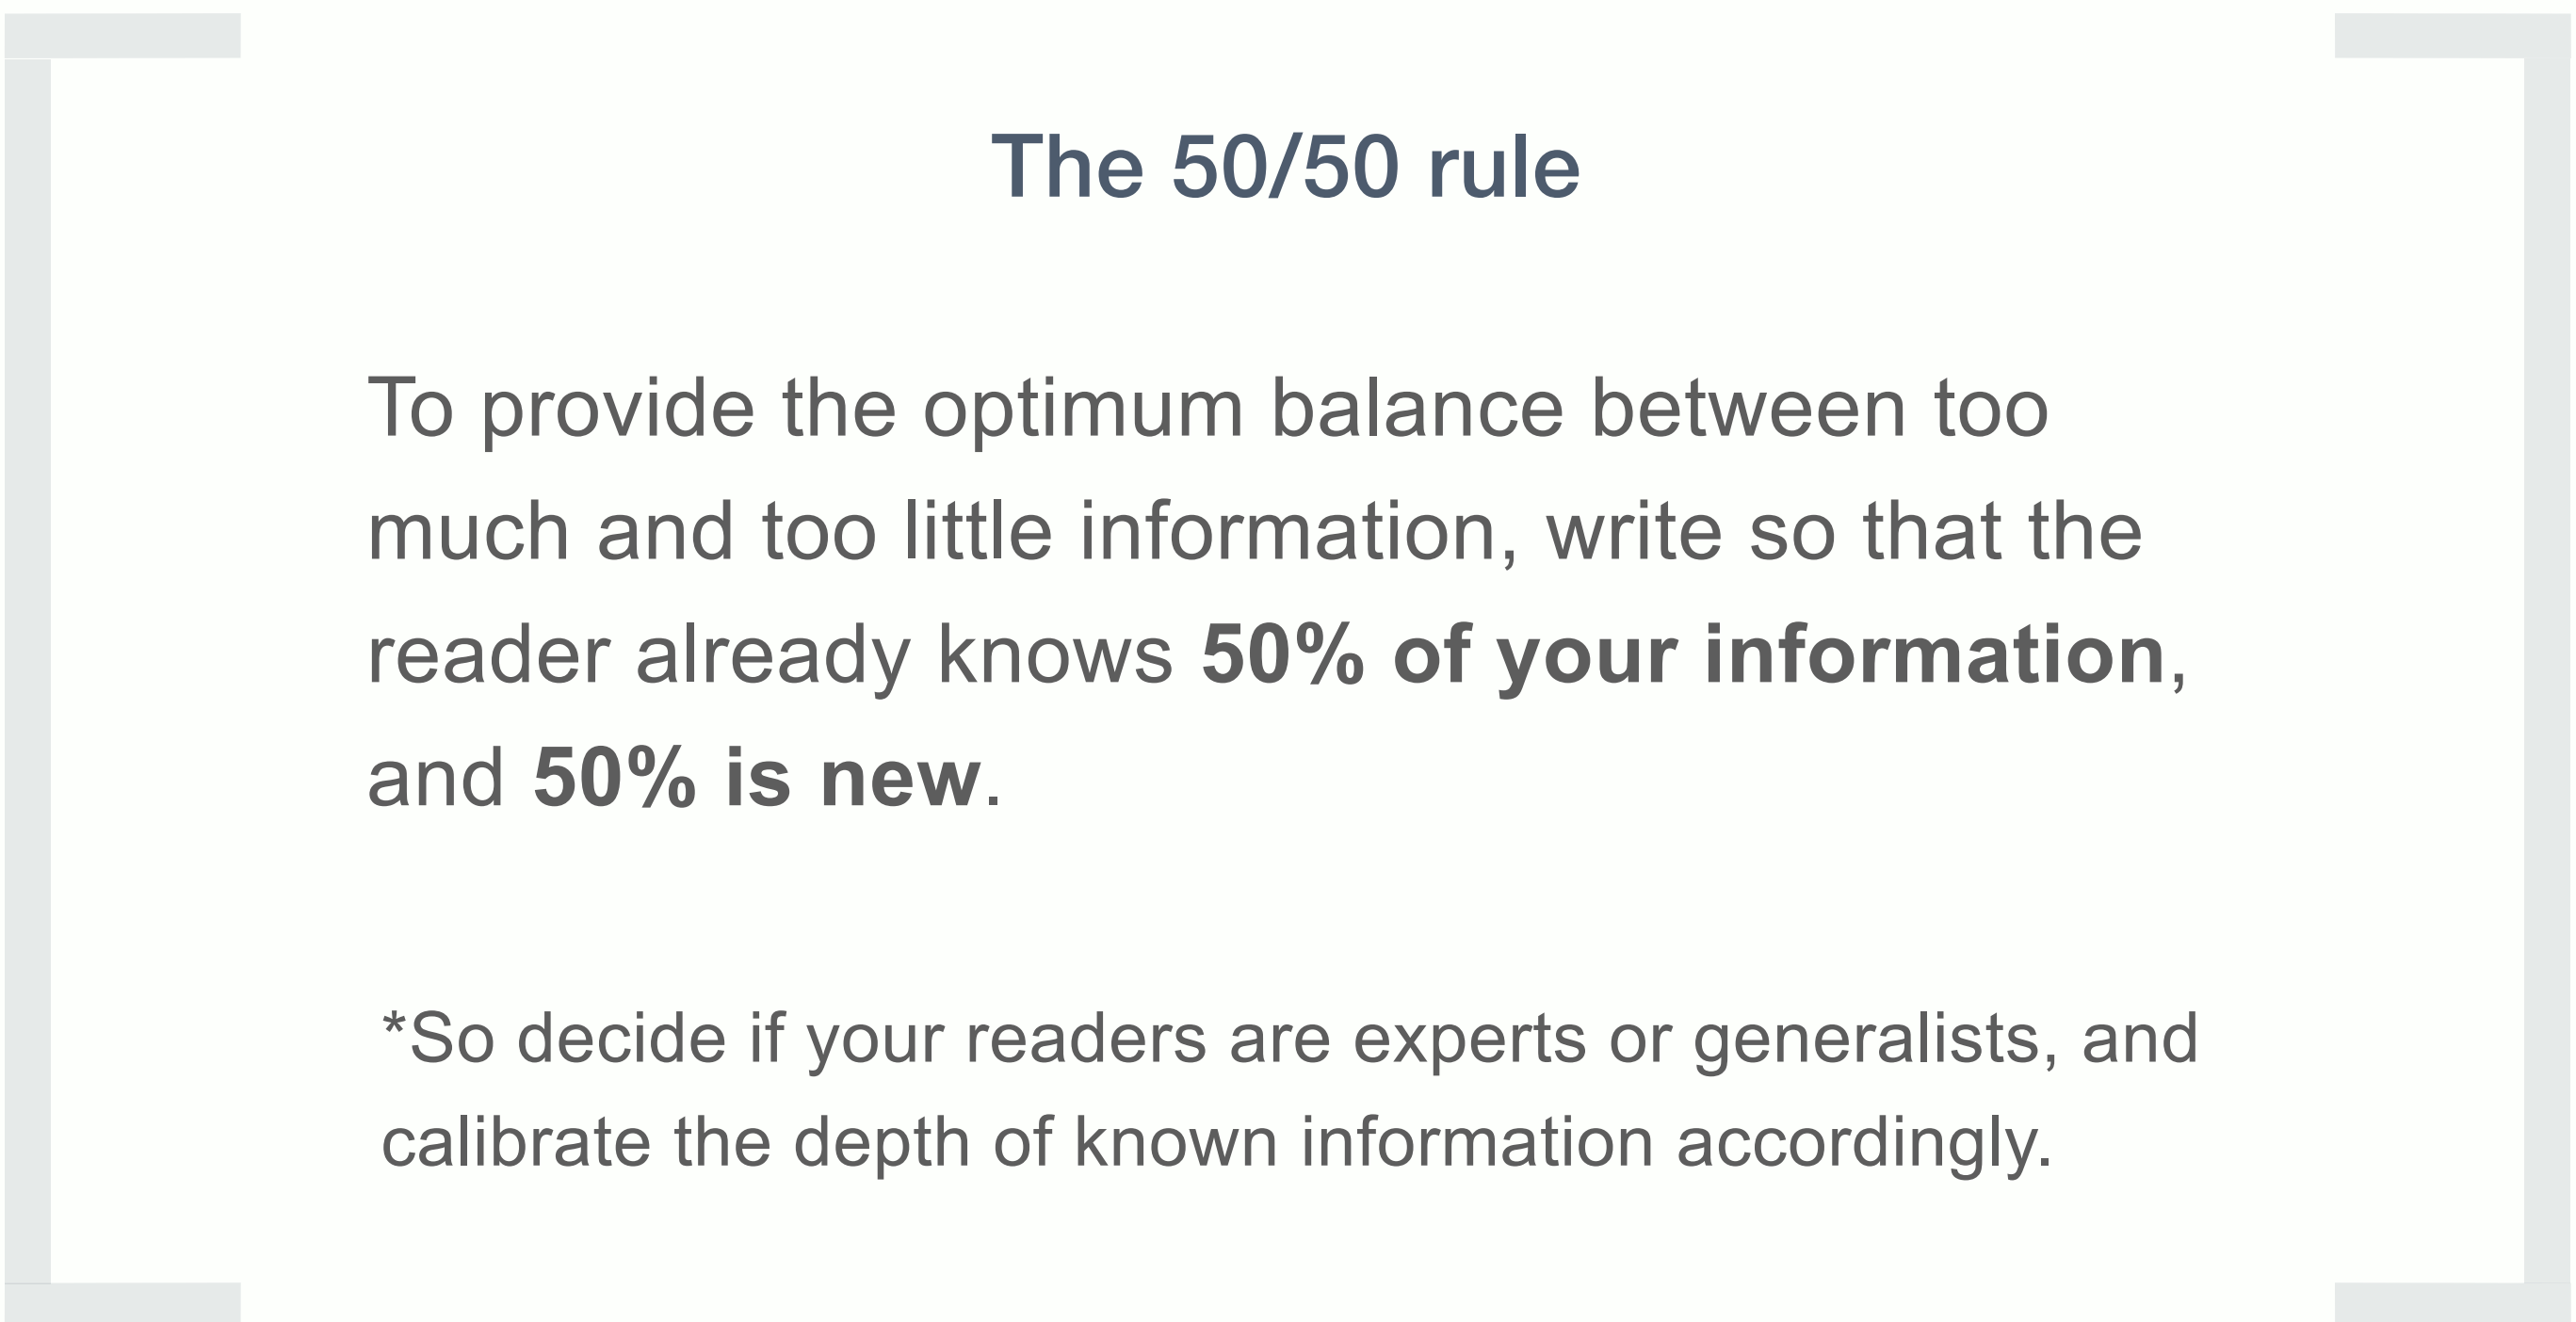 The 50/50 rule
To provide the optimum balance between too
much and too little information, write so that the
reader already knows 50% of your information,
and 50% is new.
*So decide if your readers are experts or generalists, and
calibrate the depth of known information accordingly.